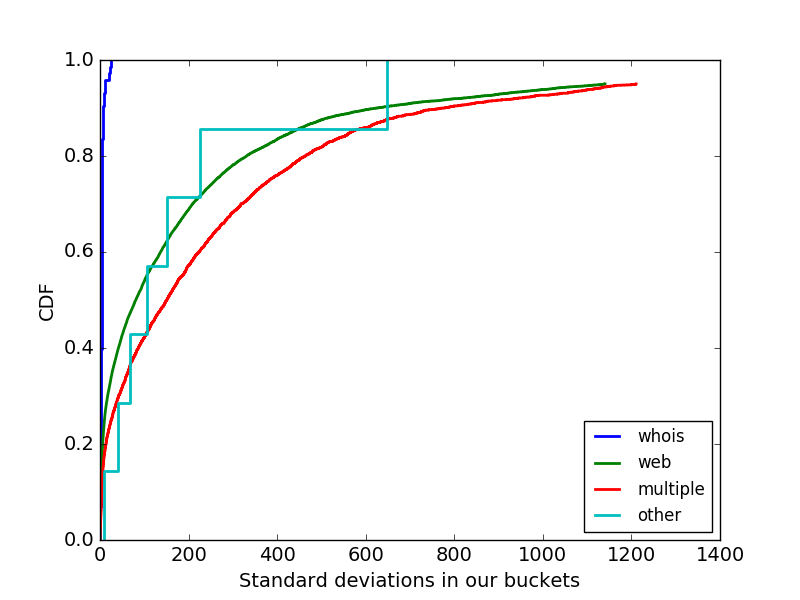 1.0
0.8
0.6
0.4
0.2
0.0
CDF
0 200 400 600 800 1000 1200 1400
Standard deviations in our buckets
whois
web
multiple
other